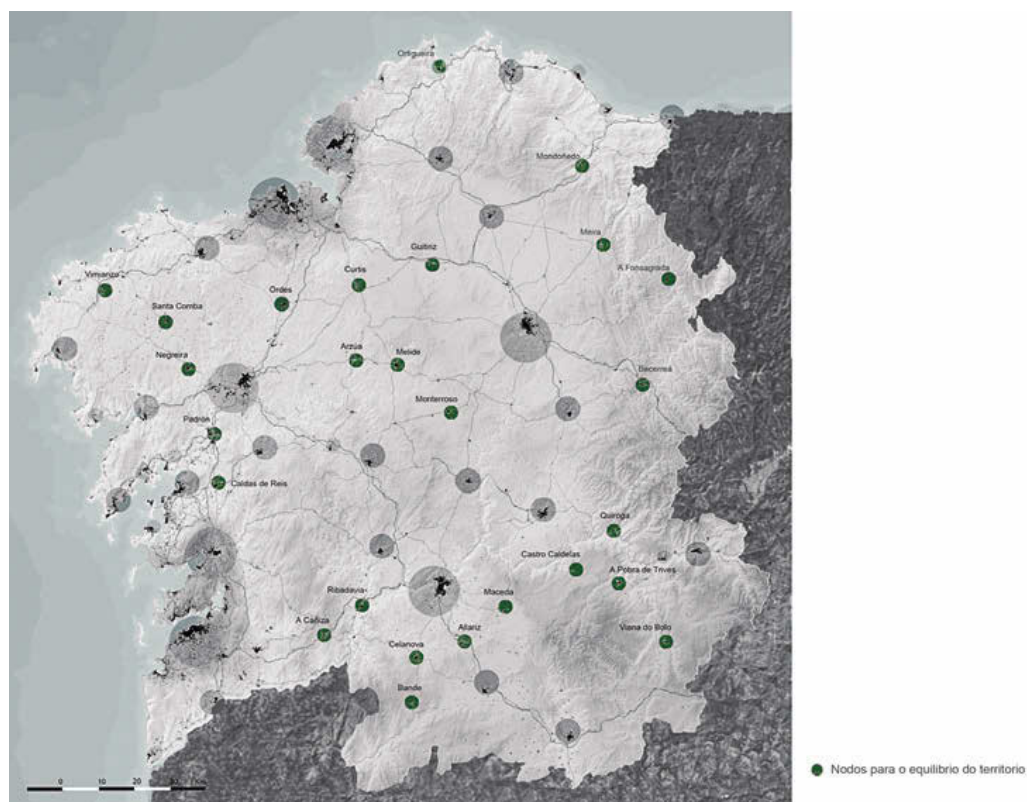 Ortigueira
Mondoñedo
Meira
A Fonsagrada
Guitiriz
Curtis
Vimianzo
Ordes
Santa Comba
Arzúa
Melide
Negreira
Becerreá
Monterroso
Padrón
Caldas de Reis
Quiroga
Castro Caldelas
A Pobra de Trives
Ribadavia
Maceda
A Cañiza
Allariz
Viana do Bolo
Celanova
Bande
0 10 20 30
Nodos para o equilibrio do territorio